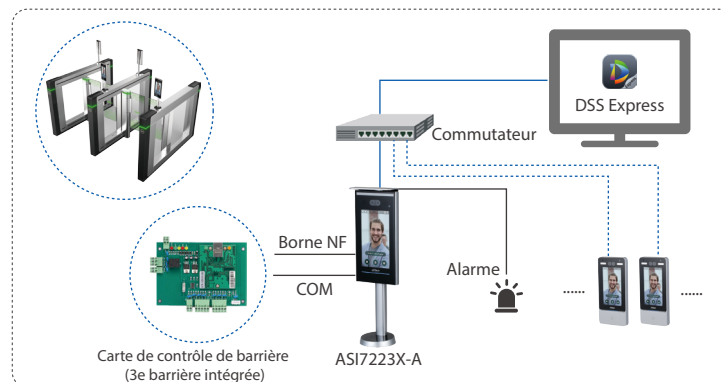 DSS Express
Commutateur
Borne NF
COM
Alarme
......
......
ASI7223X-A
Carte de contrôle de barrière
(3e barrière intégrée)